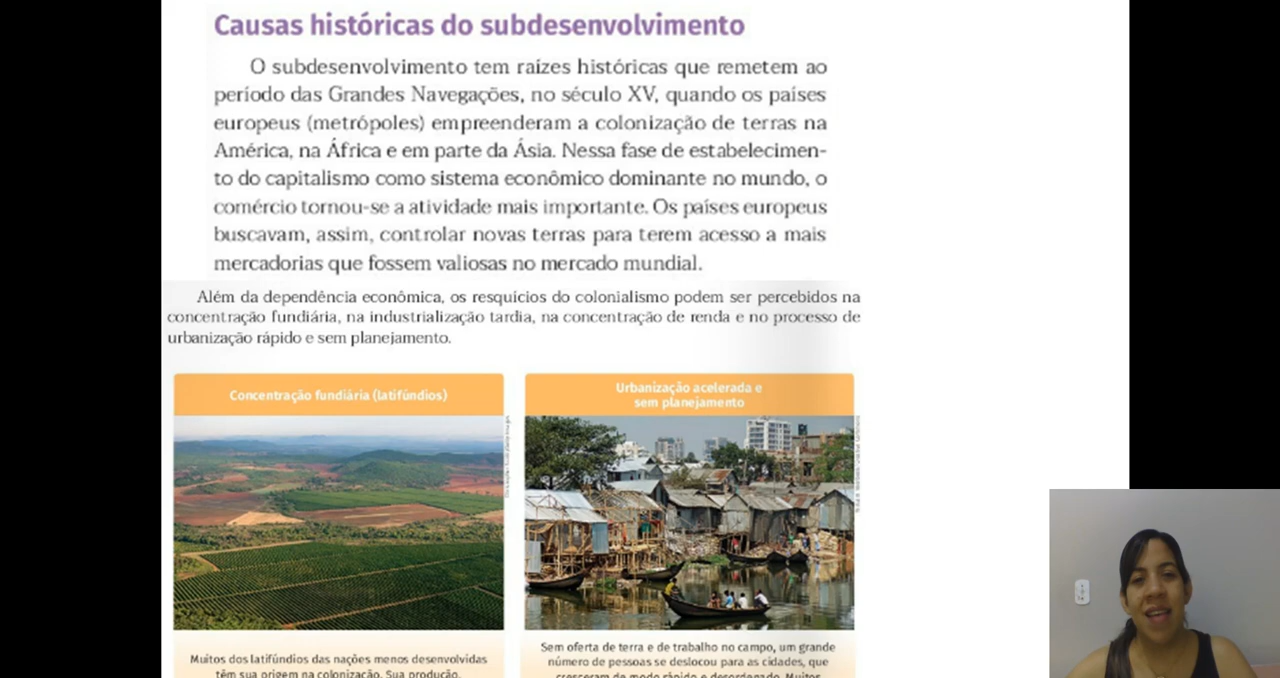 Causas históricas do subdesenvolvimento
O subdesenvolvimento tem raízes históricas que remetem ao
período das Grandes Navegações, no século XV, quando os países
europeus (metrópoles) empreenderam a colonização de terras na
América, na África e em parte da Ásia. Nessa fase de estabelecimen-
to do capitalismo como sistema econômico dominante no mundo, o
comércio tornou-se a atividade mais importante. Os países europeus
buscavam, assim, controlar novas terras para terem acesso a mais
mercadorias que fossem valiosas no mercado mundial.
Além da dependência econômica, os resquícios do colonialismo podem ser percebidos na
concentração fundiária, na industrialização tardia, na concentração de renda e no processo de
urbanização rápido e sem planejamento.
Concentração fundiária (latifúndios)
Muitos dos latifúndios das nações menos desenvolvidas
têm sua origem na colonização. Sua produção,
Urbanização acelerada e
sem planejamento
Sem oferta de terra e de trabalho no campo, um grande
número de pessoas se deslocou para as cidades, que
cresceram de modo rápido e desordenado. Muitos